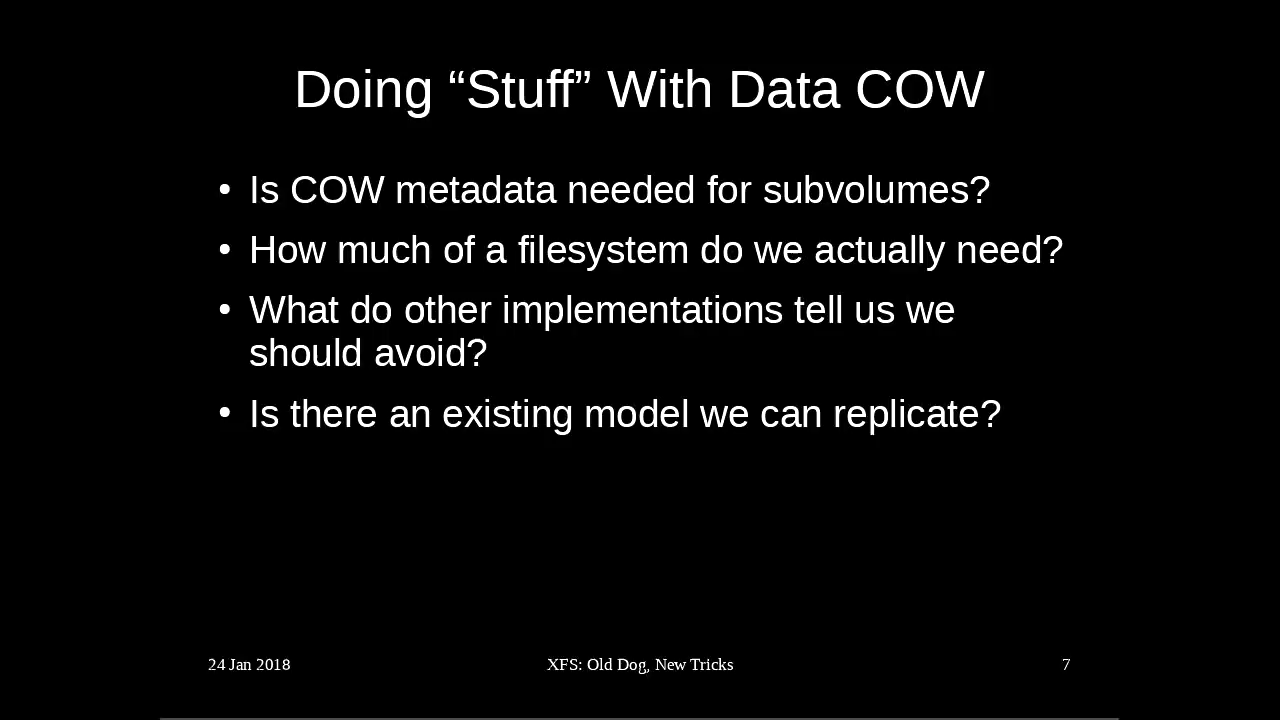 Doing “Stuff” With Data COW
• Is COW metadata needed for subvolumes?
• How much of a filesystem do we actually need?
• What do other implementations tell us we
should avoid?
• Is there an existing model we can replicate?
24 Jan 2018
XFS: Old Dog, New Tricks
7